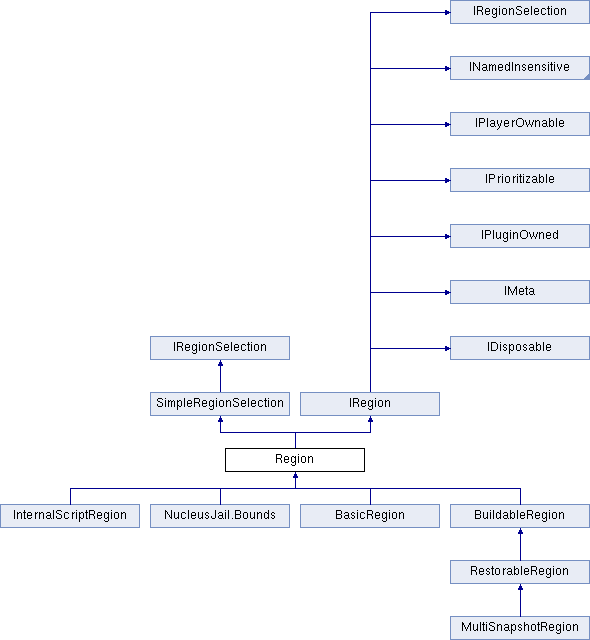 IRegionSelection
INamedInsensitive
IPlayerOwnable
IPrioritizable
IPluginOwned
IMeta
IRegionSelection
IDisposable
SimpleRegionSelection
IRegion
Region
InternalScriptRegion
NucleusJail.Bounds
BasicRegion
BuildableRegion
RestorableRegion
MultiSnapshotRegion